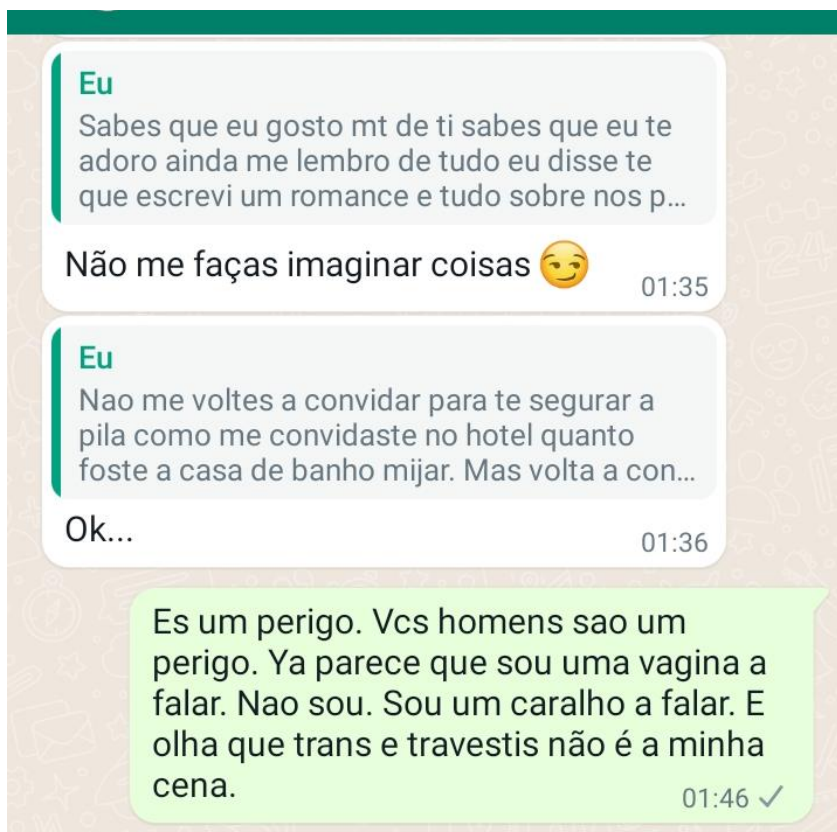 Eu
Sabes que eu gosto mt de ti sabes que eu te
adoro ainda me lembro de tudo eu disse te
que escrevi um romance e tudo sobre nos p...
Não me faças imaginar coisas 😏
01:35
Eu
Nao me voltes a convidar para te segurar a
pila como me convidaste no hotel quanto
foste a casa de banho mijar. Mas volta a con...
Ok...
01:36
Es um perigo. Vcs homens sao um
perigo. Ya parece que sou uma vagina a
falar. Nao sou. Sou um caralho a falar. E
olha que trans e travestis não é a minha
cena.
01:46